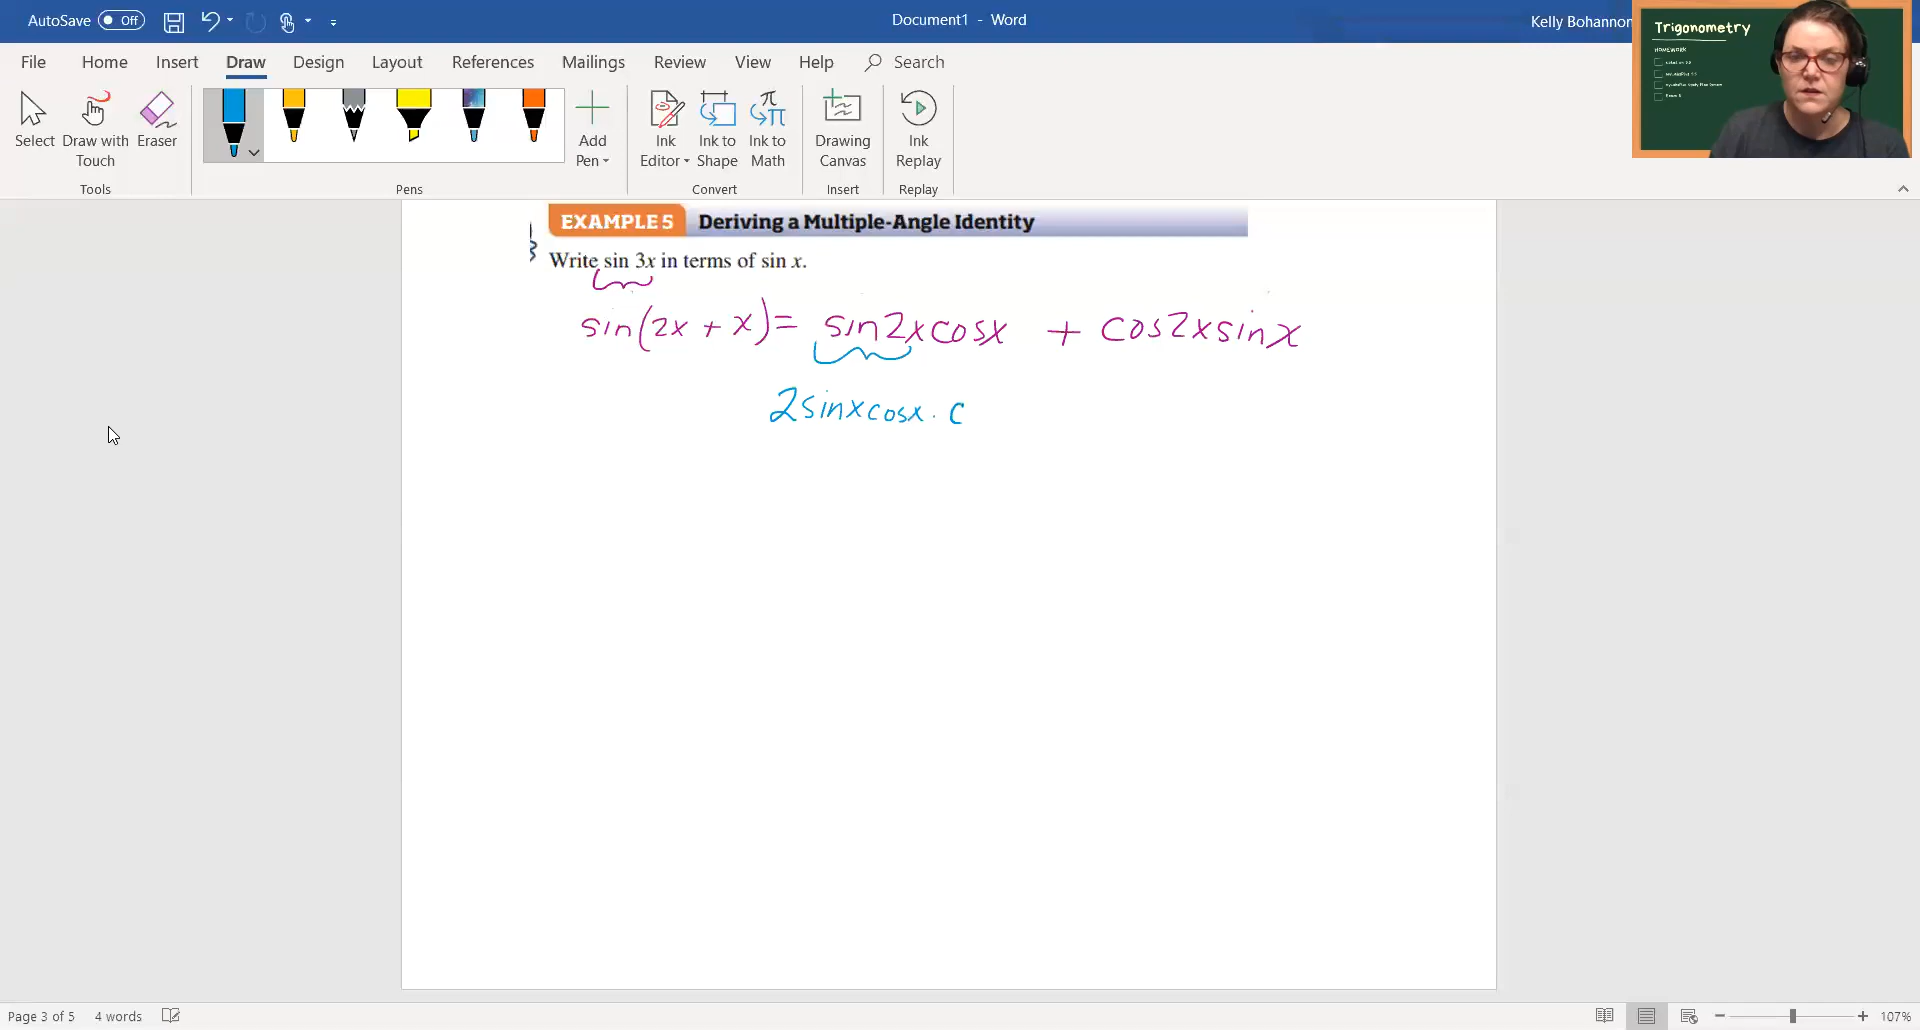 AutoSave Off
Document1 - Word
Kelly Bohannon
File Home Insert Draw Design Layout References Mailings Review View Help Search
Select
Draw with Touch
Eraser
Add Pen
Ink Editor
Ink to Shape
Ink to Math
Drawing Canvas
Ink Replay
Tools
Pens
Convert
Insert
Replay
Trigonometry
HOMEWORK
EXAMPLE 5 Deriving a Multiple-Angle Identity
Write sin 3x in terms of sin x.
sin(2x + x) = sin2xcosx + cos2xsinx
2sinxcosx · c
Page 3 of 5 4 words
107%